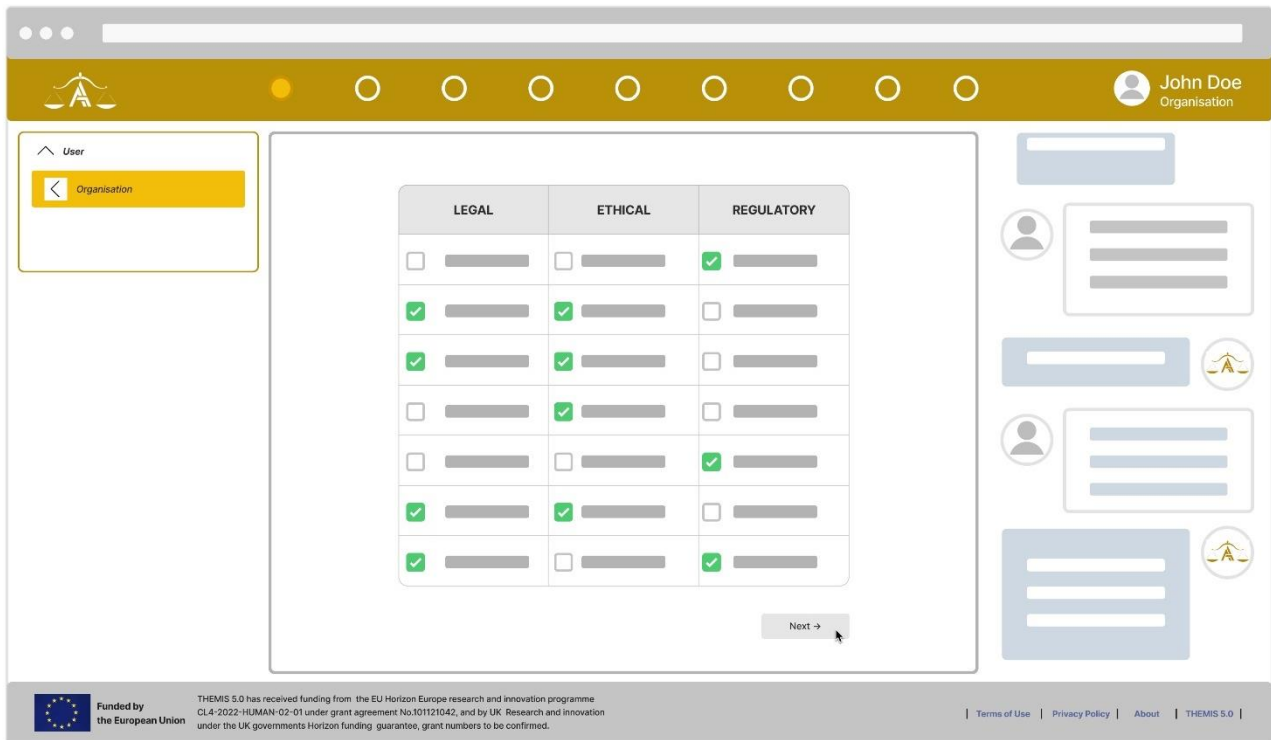 John Doe
Organisation
User
Organisation
LEGAL ETHICAL REGULATORY
Next →
Funded by
the European Union
THEMIS 5.0 has received funding from the EU Horizon Europe research and innovation programme
CL4-2022-HUMAN-02-01 under grant agreement No.101121042, and by UK Research and innovation
under the UK governments Horizon funding guarantee, grant numbers to be confirmed.
| Terms of Use | Privacy Policy | About | THEMIS 5.0 |